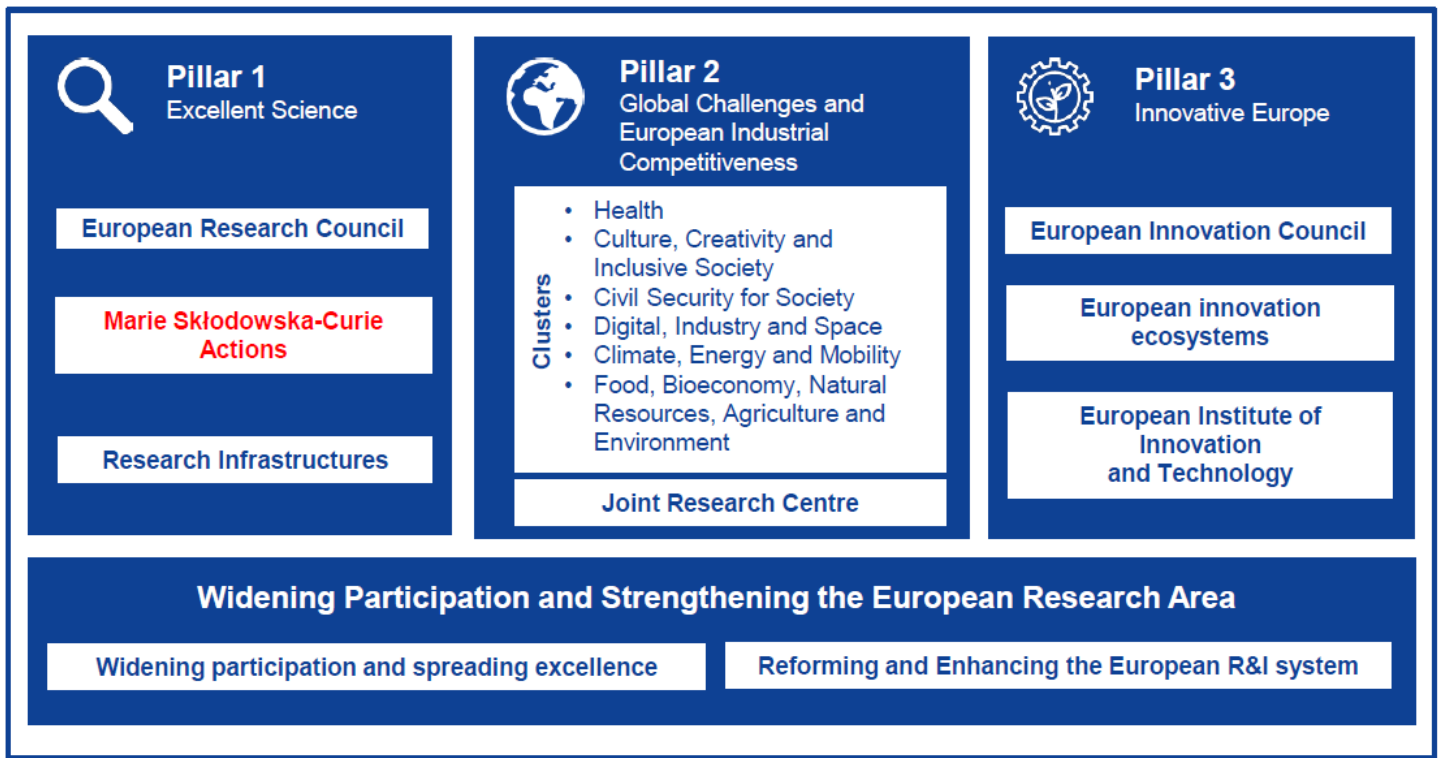 Pillar 1
Excellent Science
European Research Council
Marie Skłodowska-Curie
Actions
Research Infrastructures
Pillar 2
Global Challenges and
European Industrial
Competitiveness
Clusters
• Health
• Culture, Creativity and
Inclusive Society
• Civil Security for Society
• Digital, Industry and Space
• Climate, Energy and Mobility
• Food, Bioeconomy, Natural
Resources, Agriculture and
Environment
Joint Research Centre
Pillar 3
Innovative Europe
European Innovation Council
European innovation
ecosystems
European Institute of
Innovation
and Technology
Widening Participation and Strengthening the European Research Area
Widening participation and spreading excellence
Reforming and Enhancing the European R&I system